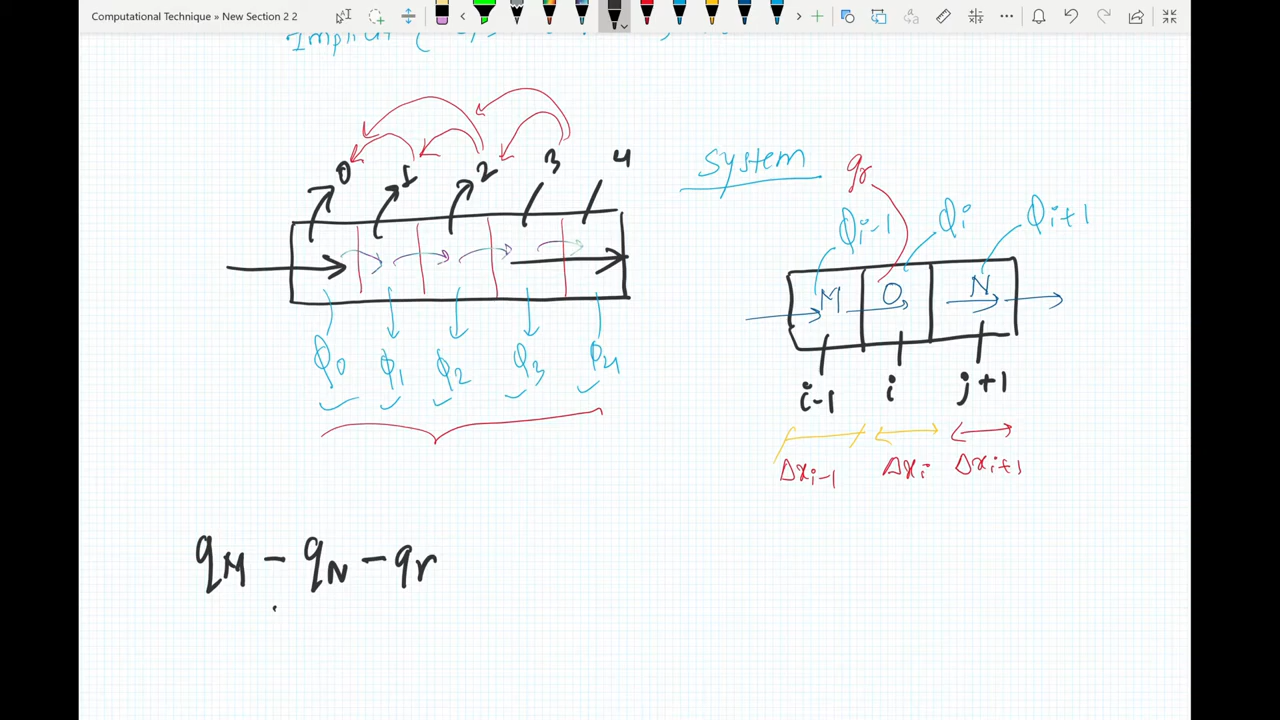 Computational Technique » New Section 2 2
Implicit (
0 1 2 3 4
ϕ0 ϕ1 ϕ2 ϕ3 ϕ4
System
qr
ϕi-1 ϕi ϕi+1
M O N
i-1 i j+1
Δxi-1 Δxi Δxi+1
qM - qN - qr